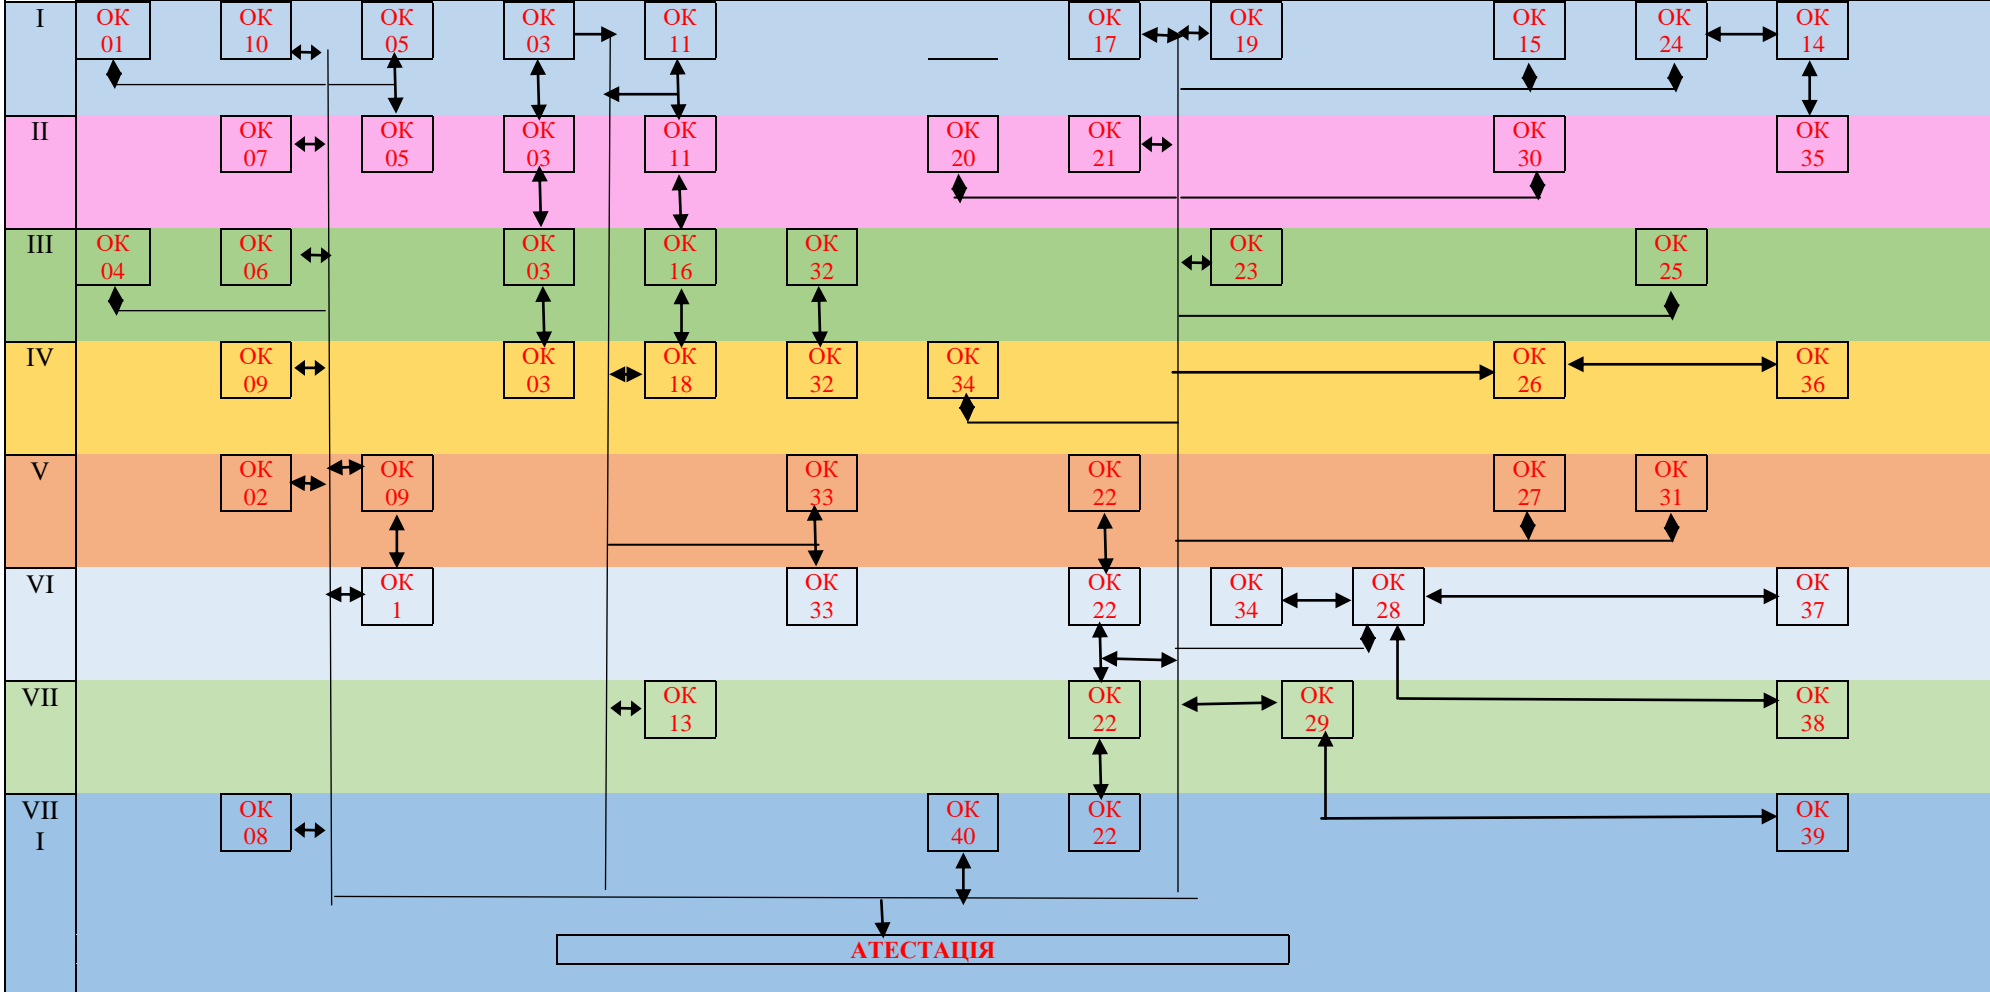 I
ОК
01
ОК
10
ОК
05
ОК
03
ОК
11
ОК
17
ОК
19
ОК
15
ОК
24
ОК
14
II
ОК
07
ОК
05
ОК
03
ОК
11
ОК
20
ОК
21
ОК
30
ОК
35
III
ОК
04
ОК
06
ОК
03
ОК
16
ОК
32
ОК
23
ОК
25
IV
ОК
09
ОК
03
ОК
18
ОК
32
ОК
34
ОК
26
ОК
36
V
ОК
02
ОК
09
ОК
33
ОК
22
ОК
27
ОК
31
VI
ОК
1
ОК
33
ОК
22
ОК
34
ОК
28
ОК
37
VII
ОК
13
ОК
22
ОК
29
ОК
38
VII
I
ОК
08
ОК
40
ОК
22
ОК
39
АТЕСТАЦІЯ